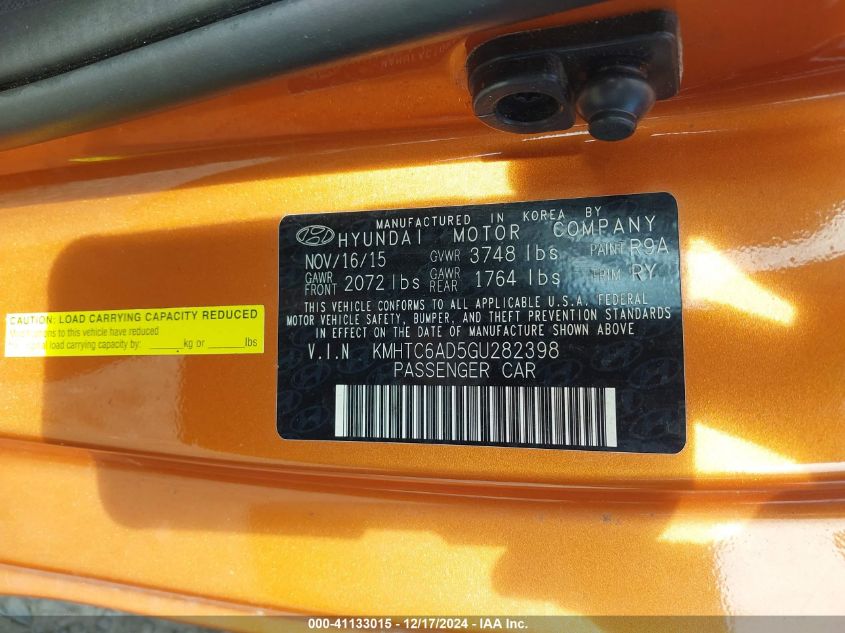 MANUFACTURED IN KOREA BY
HYUNDAI MOTOR COMPANY
NOV/16/15 GVWR 3748 lbs PAINT R9A
GAWR FRONT 2072 lbs GAWR REAR 1764 lbs TRIM RY
THIS VEHICLE CONFORMS TO ALL APPLICABLE U.S.A. FEDERAL
MOTOR VEHICLE SAFETY, BUMPER, AND THEFT PREVENTION STANDARDS
IN EFFECT ON THE DATE OF MANUFACTURE SHOWN ABOVE
V.I.N KMHTC6AD5GU282398
PASSENGER CAR
CAUTION: LOAD CARRYING CAPACITY REDUCED
Modifications to this vehicle have reduced
original load carrying capacity by: ______ kg or ______ lbs
000-41133015 - 12/17/2024 - IAA Inc.